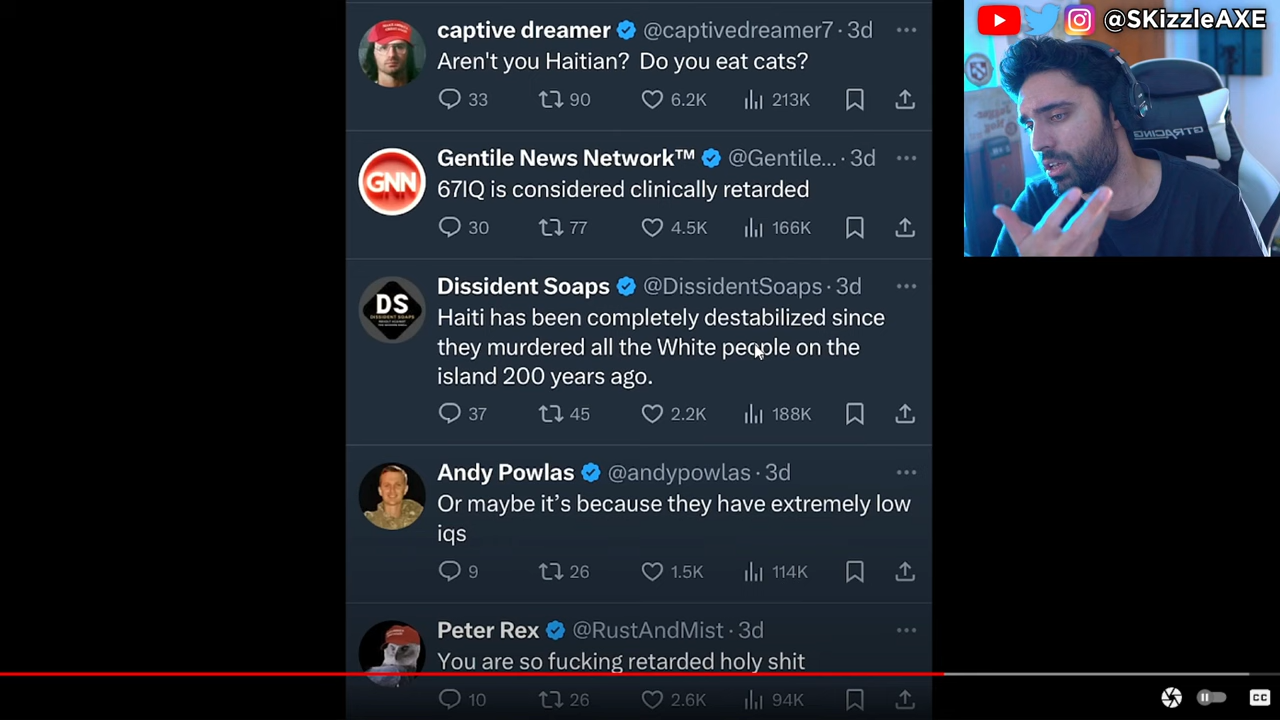 @SKizzleAXE
captive dreamer @captivedreamer7 · 3d
Aren't you Haitian? Do you eat cats?
33 90 6.2K 213K
GTRACING
GNN
Gentile News Network™ @Gentile... · 3d
67IQ is considered clinically retarded
30 77 4.5K 166K
DS
DISSIDENT SOAPS
Dissident Soaps @DissidentSoaps · 3d
Haiti has been completely destabilized since
they murdered all the White people on the
island 200 years ago.
37 45 2.2K 188K
Andy Powlas @andypowlas · 3d
Or maybe it's because they have extremely low
iqs
9 26 1.5K 114K
Peter Rex @RustAndMist · 3d
You are so fucking retarded holy shit
10 26 2.6K 94K
CC